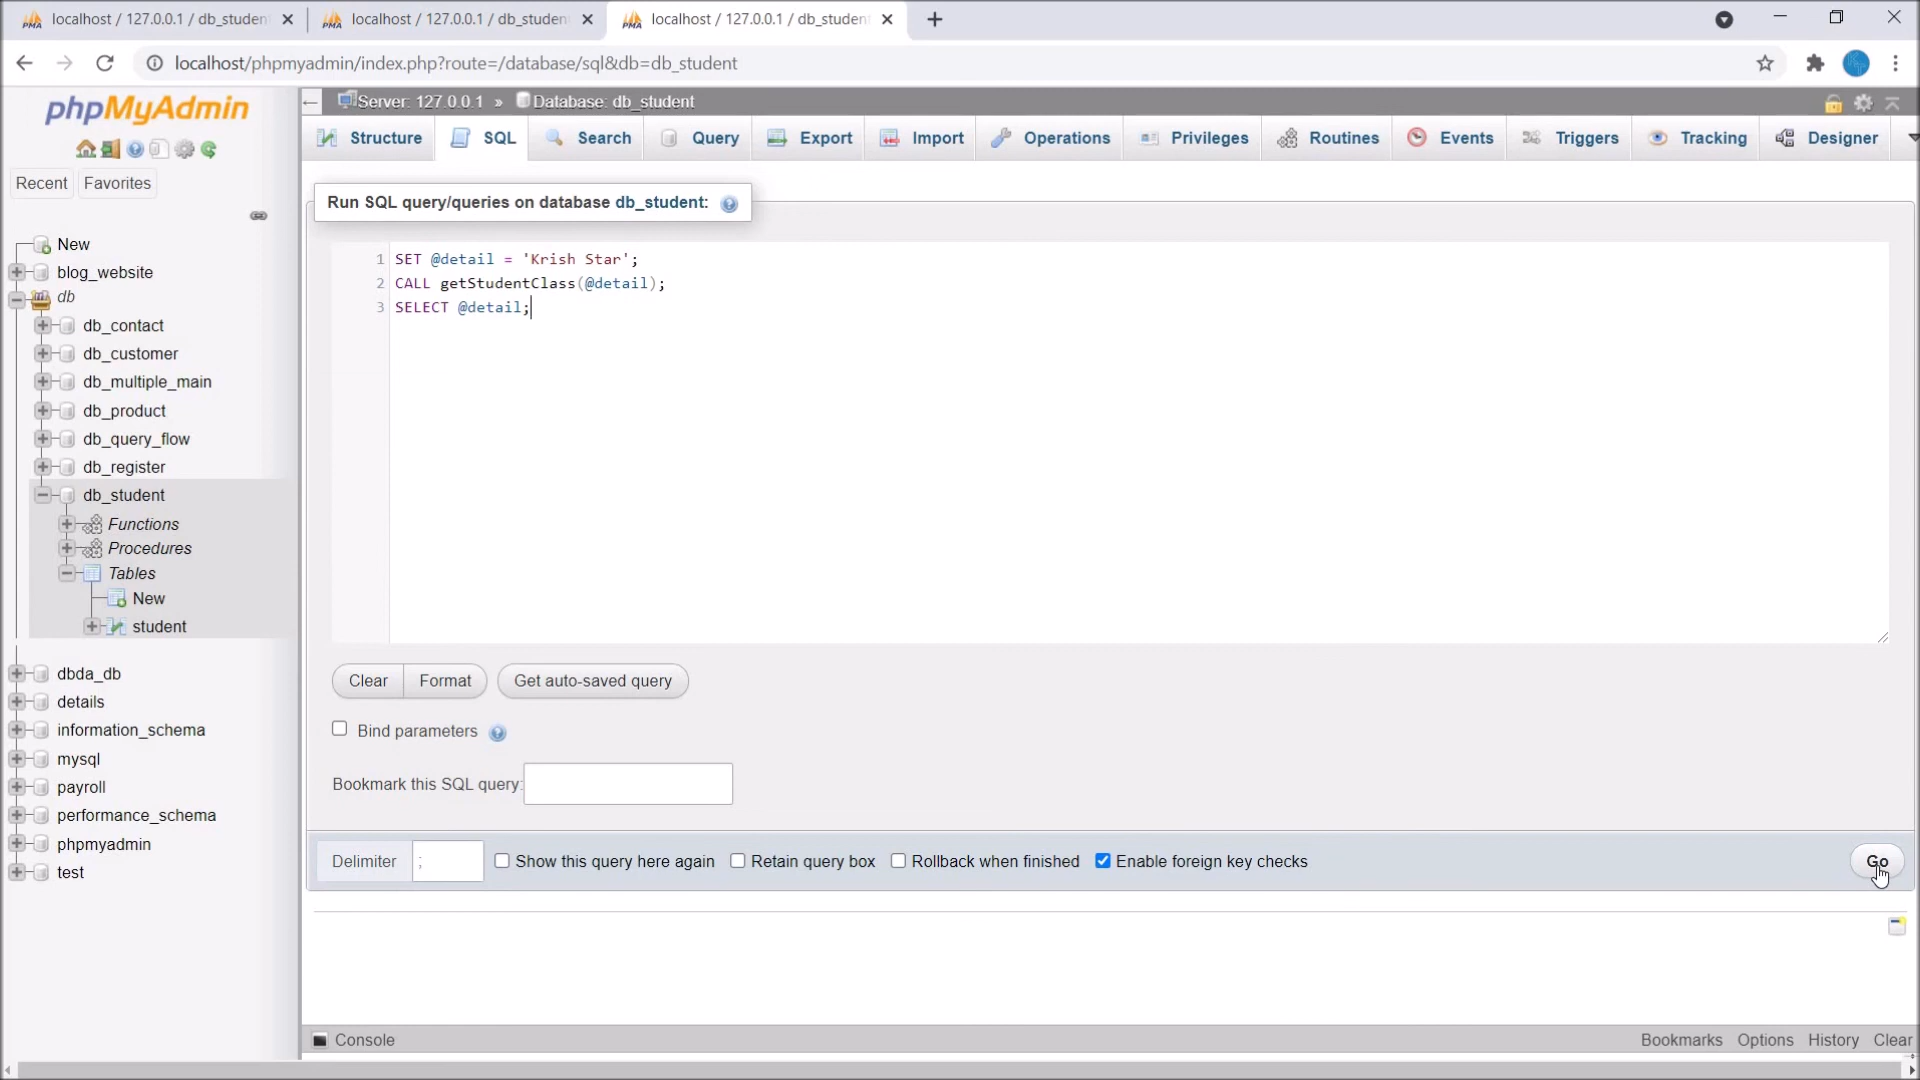 PMA localhost / 127.0.0.1 / db_student
PMA localhost / 127.0.0.1 / db_studen
PMA localhost / 127.0.0.1 / db_student
localhost/phpmyadmin/index.php?route=/database/sql&db=db_student
phpMyAdmin
Recent
Favorites
New
blog_website
db
db_contact
db_customer
db_multiple_main
db_product
db_query_flow
db_register
db_student
Functions
Procedures
Tables
New
student
dbda_db
details
information_schema
mysql
payroll
performance_schema
phpmyadmin
test
Server: 127.0.0.1 » Database: db_student
Structure
SQL
Search
Query
Export
Import
Operations
Privileges
Routines
Events
Triggers
Tracking
Designer
Run SQL query/queries on database db_student:
1 SET @detail = 'Krish Star';
2 CALL getStudentClass(@detail);
3 SELECT @detail;
Clear
Format
Get auto-saved query
Bind parameters
Bookmark this SQL query:
Delimiter ;
Show this query here again
Retain query box
Rollback when finished
Enable foreign key checks
Go
Console
Bookmarks Options History Clear